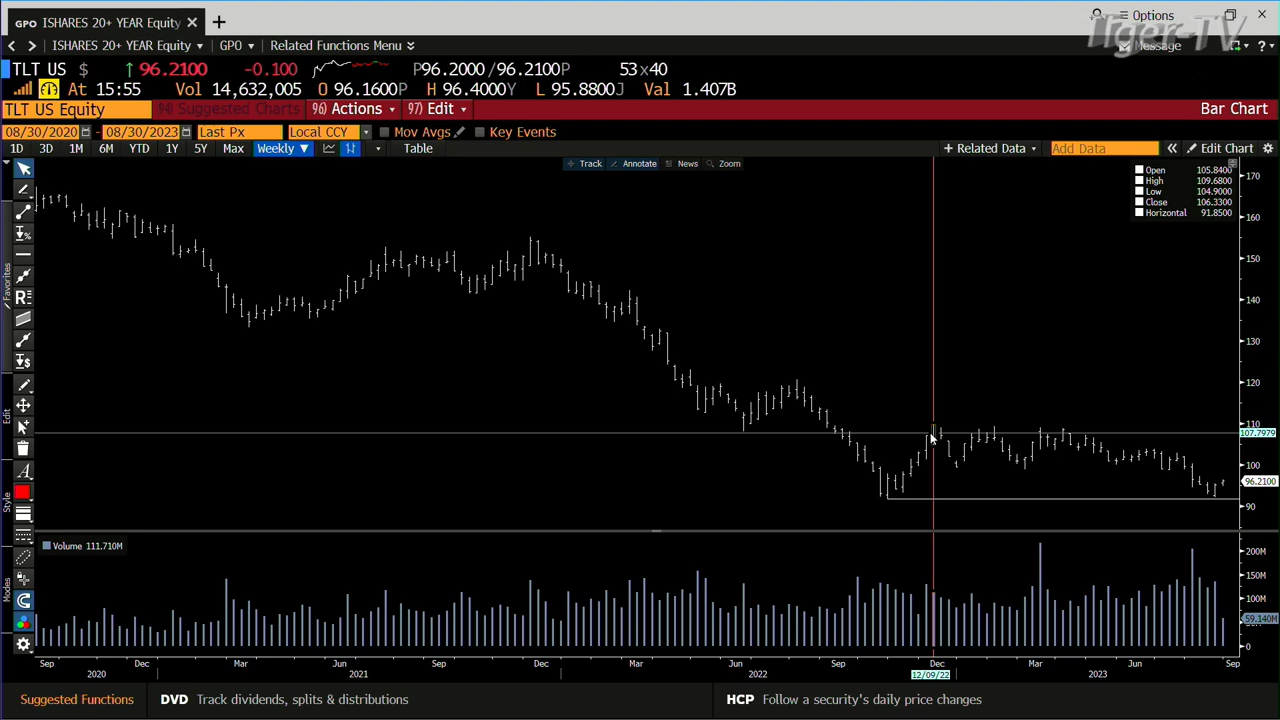 GPO ISHARES 20+ YEAR Equity
Options
ISHARES 20+ YEAR Equity GPO Related Functions Menu
Message
Tiger-TV
TLT US $ 96.2100 -0.100 P96.2000/96.2100P 53x40
At 15:55 Vol 14,632,005 O 96.1600P H 96.4000Y L 95.8800J Val 1.407B
TLT US Equity 94) Suggested Charts 96) Actions 97) Edit Bar Chart
08/30/2020 - 08/30/2023 Last Px Local CCY Mov Avgs Key Events
1D 3D 1M 6M YTD 1Y 5Y Max Weekly Table + Related Data Add Data Edit Chart
Track Annotate News Zoom
Open 105.8400
High 109.6800
Low 104.9000
Close 106.3300
Horizontal 91.8500
170
160
150
140
130
120
110
107.7979
100
96.2100
90
Favorites
Edit
Style
Modes
Volume 111.710M
200M
150M
100M
59.140M
0
Sep Dec Mar Jun Sep Dec Mar Jun Sep Dec Mar Jun Sep
2020 2021 2022 12/09/22 2023
Suggested Functions DVD Track dividends, splits & distributions HCP Follow a security's daily price changes